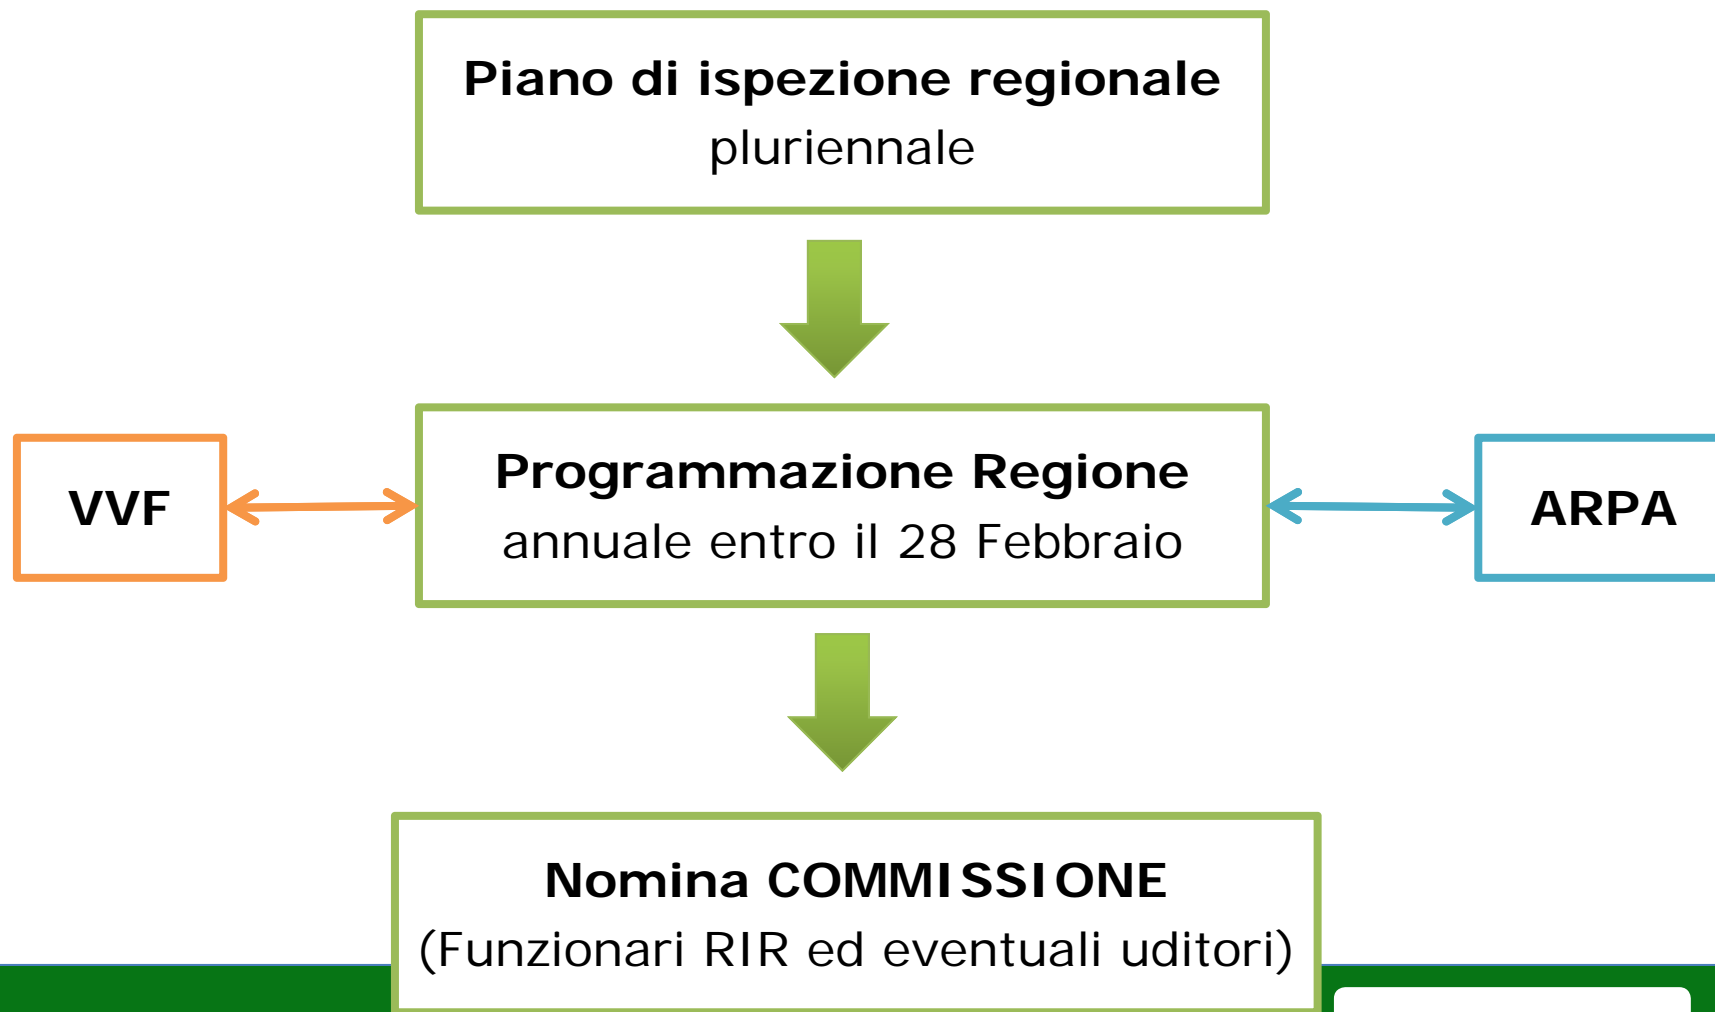 Piano di ispezione regionale
pluriennale
VVF
Programmazione Regione
annuale entro il 28 Febbraio
ARPA
Nomina COMMISSIONE
(Funzionari RIR ed eventuali uditori)